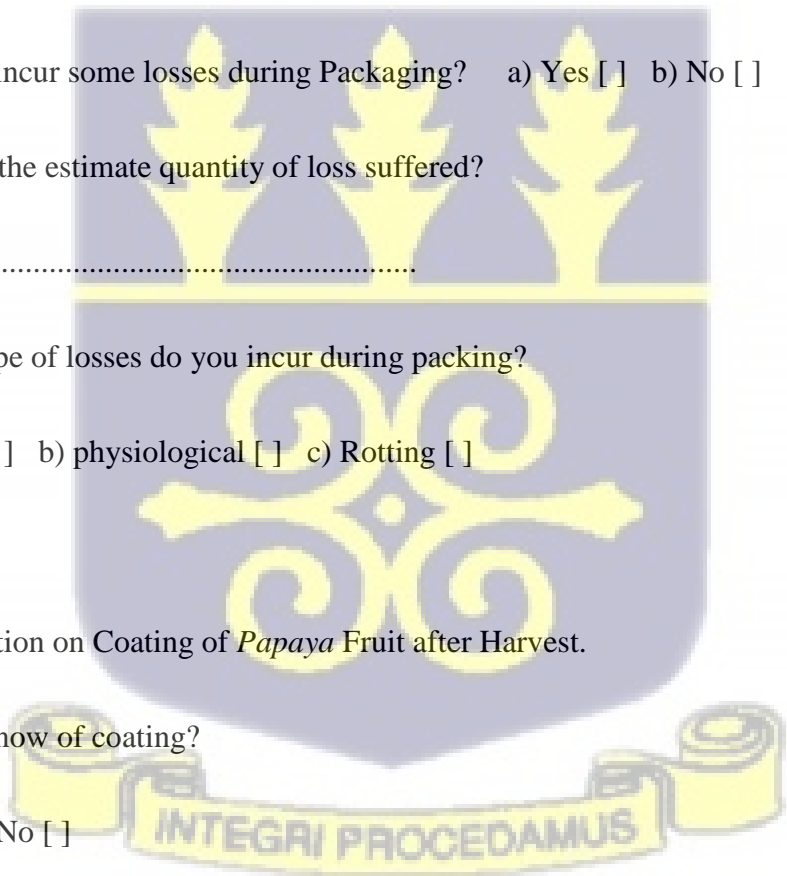 incur some losses during Packaging? a) Yes [ ] b) No [ ]
the estimate quantity of loss suffered?
....................................................
pe of losses do you incur during packing?
] b) physiological [ ] c) Rotting [ ]
tion on Coating of Papaya Fruit after Harvest.
now of coating?
No [ ]
INTEGRI PROCEDAMUS